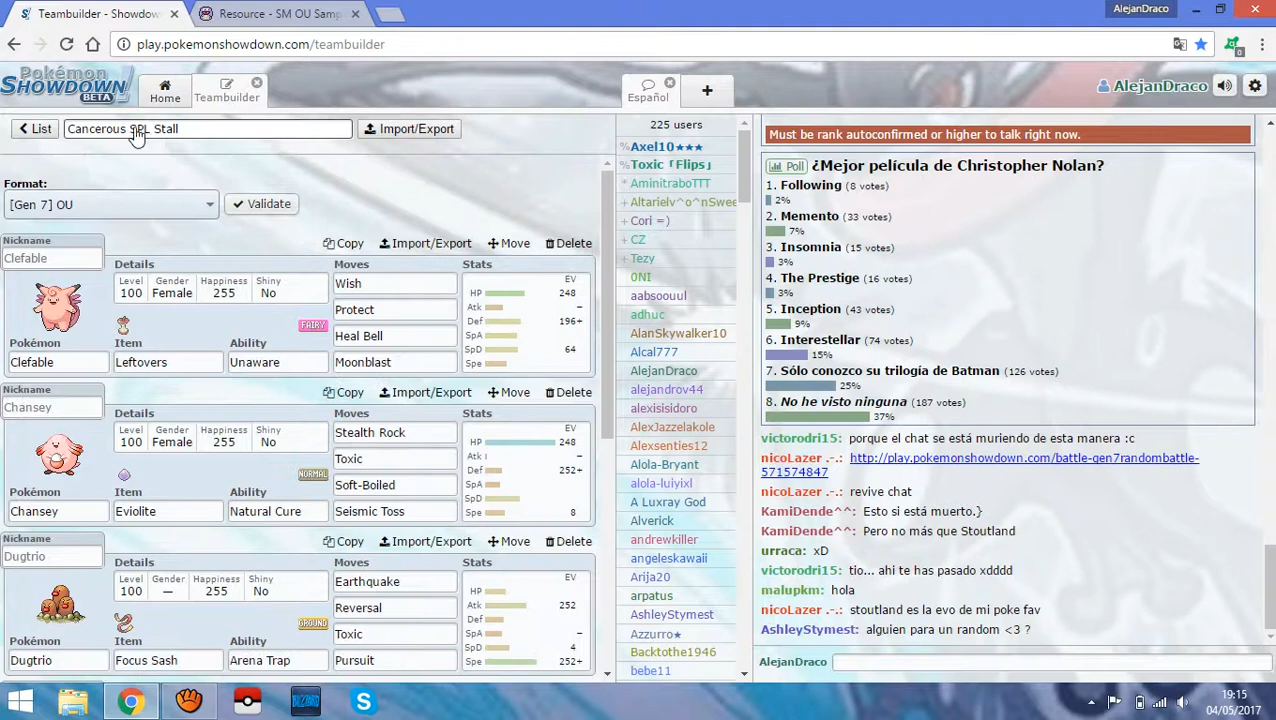 Teambuilder - Showdow
Resource - SM OU Samp
AlejanDraco
play.pokemonshowdown.com/teambuilder
Pokémon
SHOWDOWN
BETA
Home
Teambuilder
Español
AlejanDraco
List
Cancerous SPL Stall
Import/Export
Format:
[Gen 7] OU
Validate
Nickname
Clefable
Copy Import/Export Move Delete
Details
Level Gender Happiness Shiny
100 Female 255 No
FAIRY
Pokémon Item Ability
Clefable Leftovers Unaware
Moves
Wish
Protect
Heal Bell
Moonblast
Stats
EV
HP 248
Atk –
Def 196+
SpA
SpD 64
Spe
Nickname
Chansey
Copy Import/Export Move Delete
Details
Level Gender Happiness Shiny
100 Female 255 No
NORMAL
Pokémon Item Ability
Chansey Eviolite Natural Cure
Moves
Stealth Rock
Toxic
Soft-Boiled
Seismic Toss
Stats
EV
HP 248
Atk –
Def 252+
SpA
SpD
Spe 8
Nickname
Dugtrio
Copy Import/Export Move Delete
Details
Level Gender Happiness Shiny
100 — 255 No
GROUND
Pokémon Item Ability
Dugtrio Focus Sash Arena Trap
Moves
Earthquake
Reversal
Toxic
Pursuit
Stats
EV
HP
Atk 252
Def
SpA –
SpD 4
Spe 252+
225 users
%Axel10★★★
%Toxic「Flips」
*AminitraboTTT
+Altarielv^o^nSwee
+Cori =)
+CZ
+Tezy
0NI
aabsoouul
adhuc
AlanSkywalker10
Alcal777
AlejanDraco
alejandrov44
alexisisidoro
AlexJazzelakole
Alexsenties12
Alola-Bryant
alola-luiyixl
A Luxray God
Alverick
andrewkiller
angeleskawaii
Arija20
arpatus
AshleyStymest
Azzurro★
Backtothe1946
bebe11
Must be rank autoconfirmed or higher to talk right now.
Poll ¿Mejor película de Christopher Nolan?
1. Following (8 votes)
2%
2. Memento (33 votes)
7%
3. Insomnia (15 votes)
3%
4. The Prestige (16 votes)
3%
5. Inception (43 votes)
9%
6. Interestellar (74 votes)
15%
7. Sólo conozco su trilogía de Batman (126 votes)
25%
8. No he visto ninguna (187 votes)
37%
victorodri15: porque el chat se está muriendo de esta manera :c
nicoLazer .-.: http://play.pokemonshowdown.com/battle-gen7randombattle-
571574847
nicoLazer .-.: revive chat
KamiDende^^: Esto si está muerto.}
KamiDende^^: Pero no más que Stoutland
urraca: xD
victorodri15: tio... ahi te has pasado xdddd
malupkm: hola
nicoLazer .-.: stoutland es la evo de mi poke fav
AshleyStymest: alguien para un random <3 ?
AlejanDraco
BLIZZARD
19:15
04/05/2017